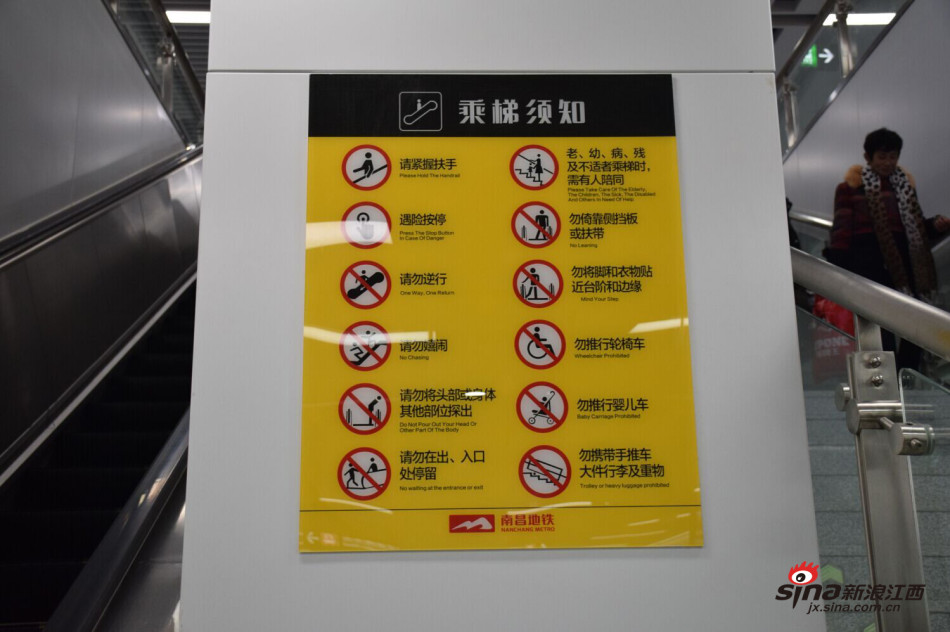 乘梯须知
请紧握扶手
Please Hold The Handrail
遇险按停
Press The Stop Button
In Case Of Danger
请勿逆行
One Way, One Return
请勿嬉闹
No Chasing
请勿将头部或身体
其他部位探出
Do Not Pour Out Your Head Or
Other Part Of The Body
请勿在出、入口
处停留
No waiting at the entrance or exit
老、幼、病、残
及不适者乘梯时，
需有人陪同
Please Take Care Of The Elderly,
The Children, The Sick, The Disabled
And Others In Need Of Help
勿倚靠侧挡板
或扶带
No Leaning
勿将脚和衣物贴
近台阶和边缘
Mind Your Step
勿推行轮椅车
Wheelchair Prohibited
勿推行婴儿车
Baby Carriage Prohibited
勿携带手推车
大件行李及重物
Trolley or heavy luggage prohibited
南昌地铁
NANCHANG METRO
sina新浪江西
jx.sina.com.cn